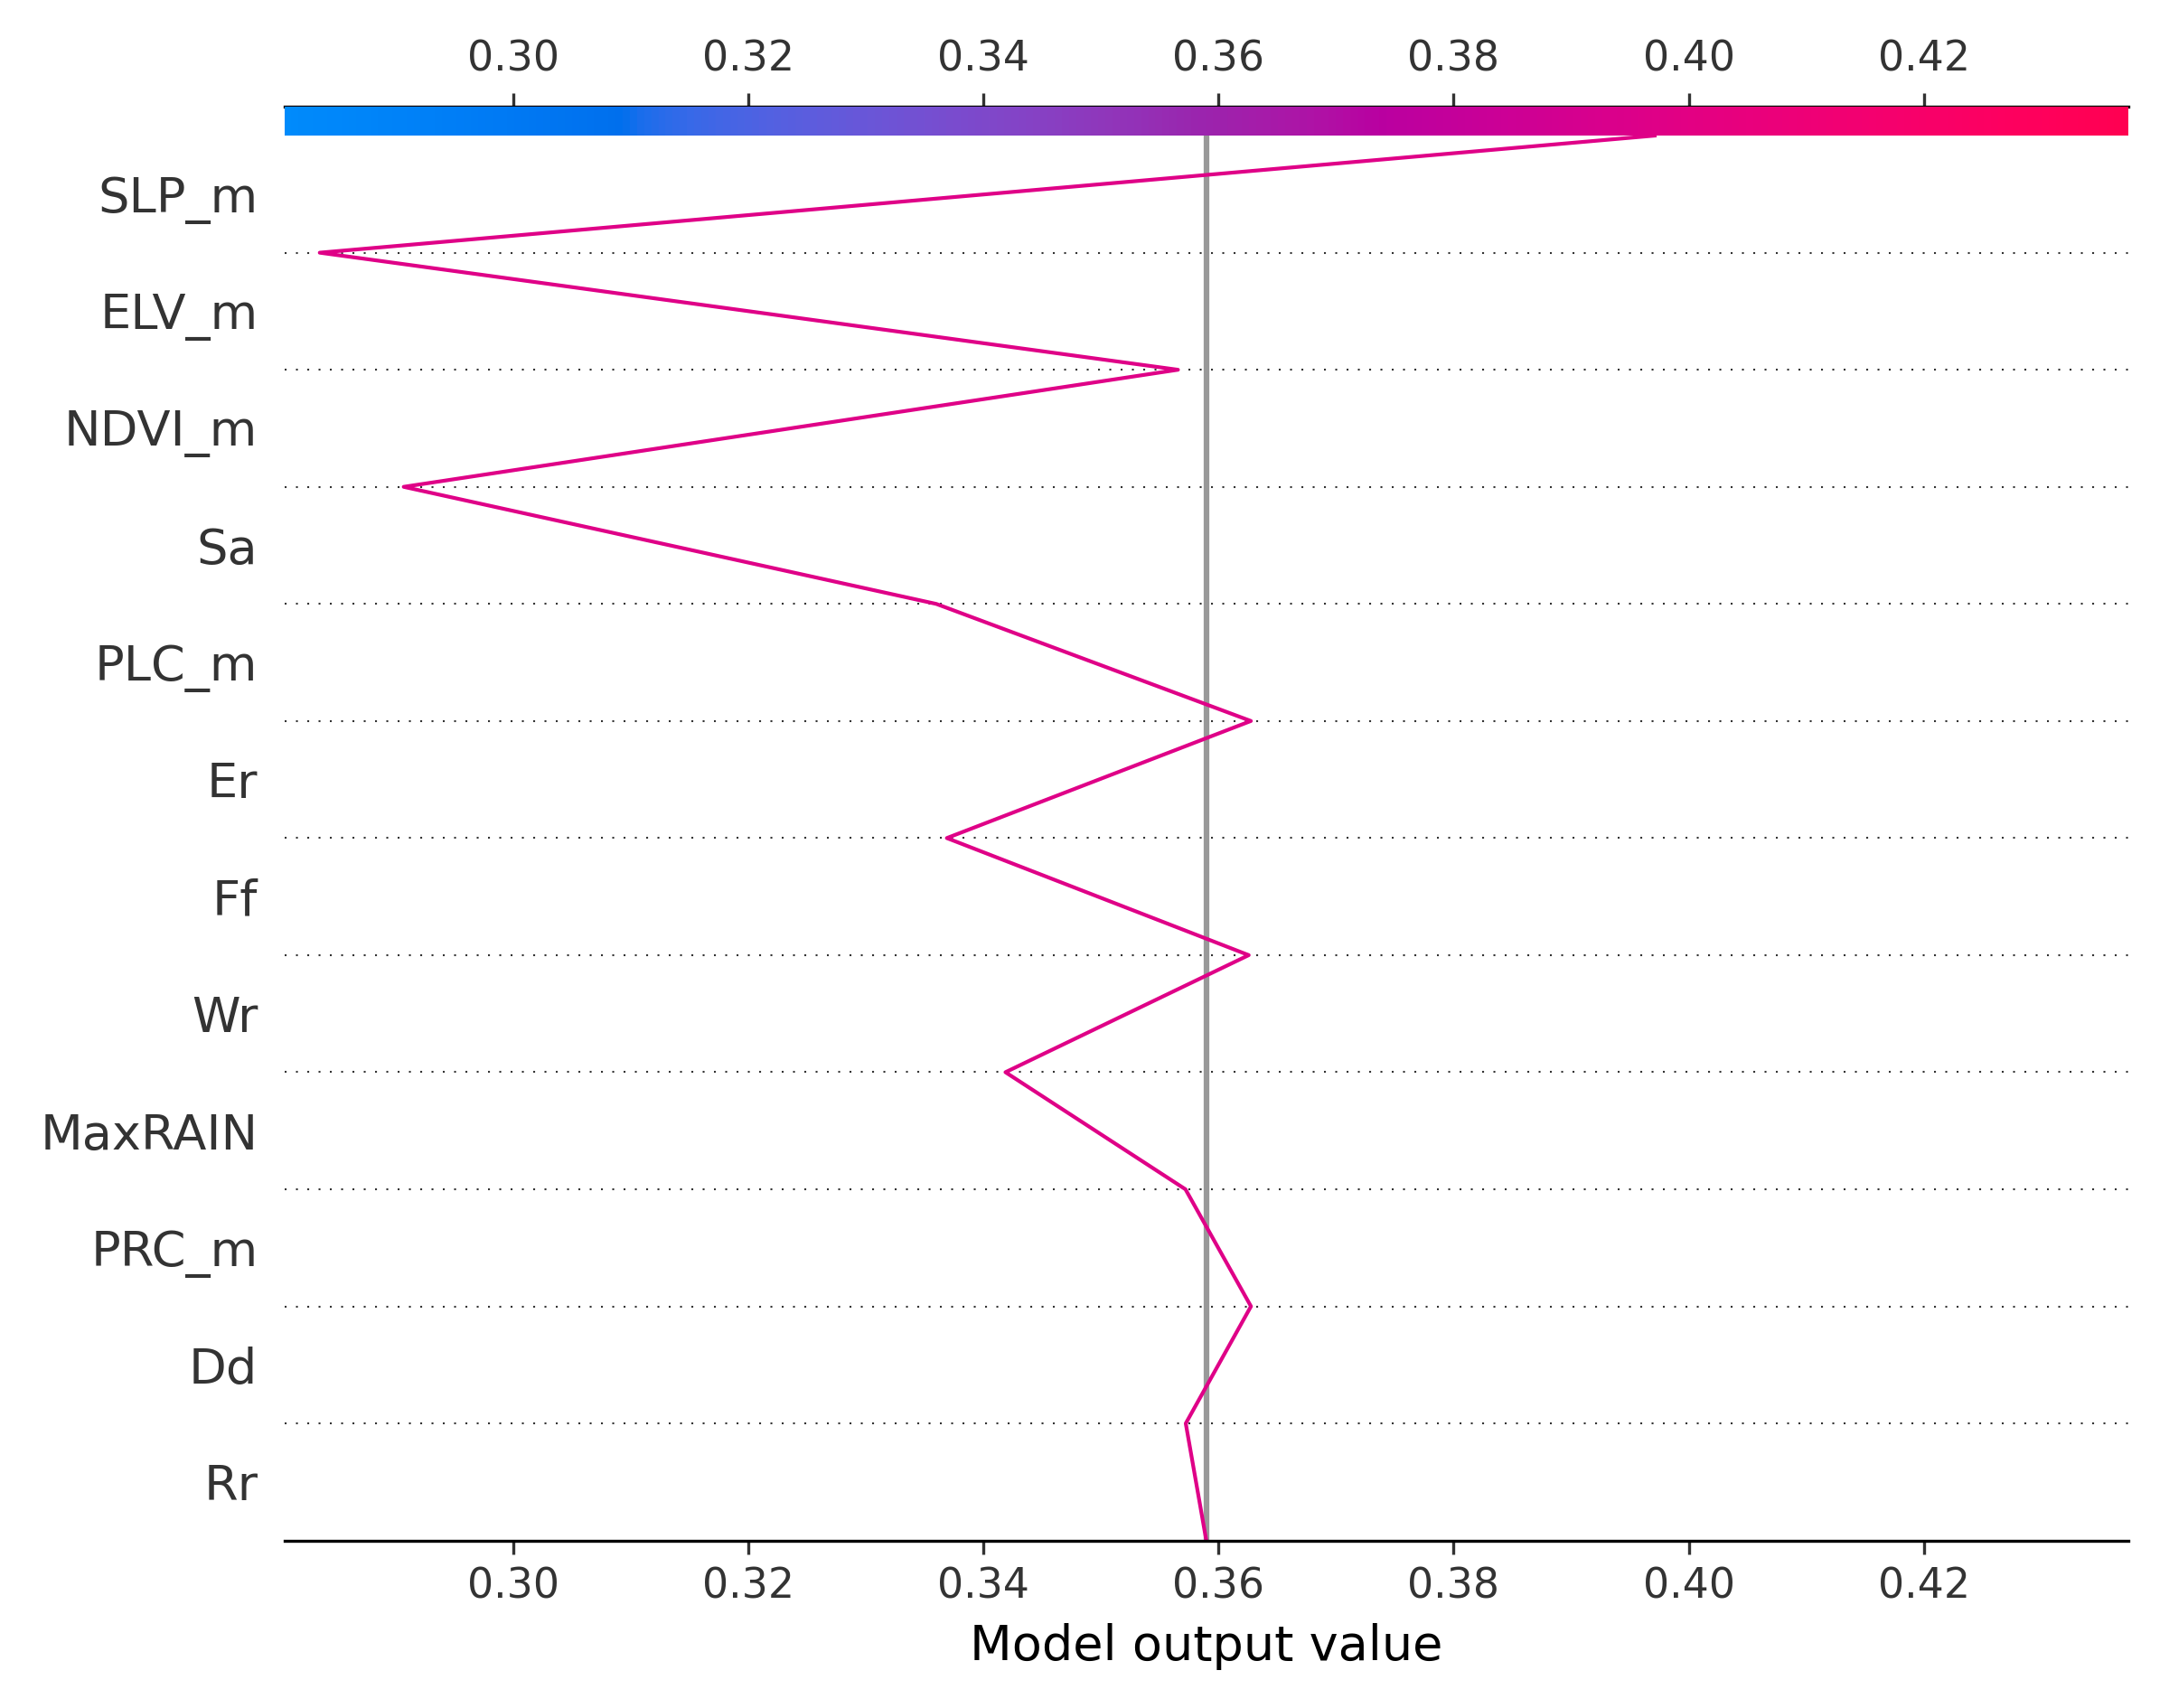 0.30 0.32 0.34 0.36 0.38 0.40 0.42
SLP_m
ELV_m
NDVI_m
Sa
PLC_m
Er
Ff
Wr
MaxRAIN
PRC_m
Dd
Rr
0.30 0.32 0.34 0.36 0.38 0.40 0.42
Model output value